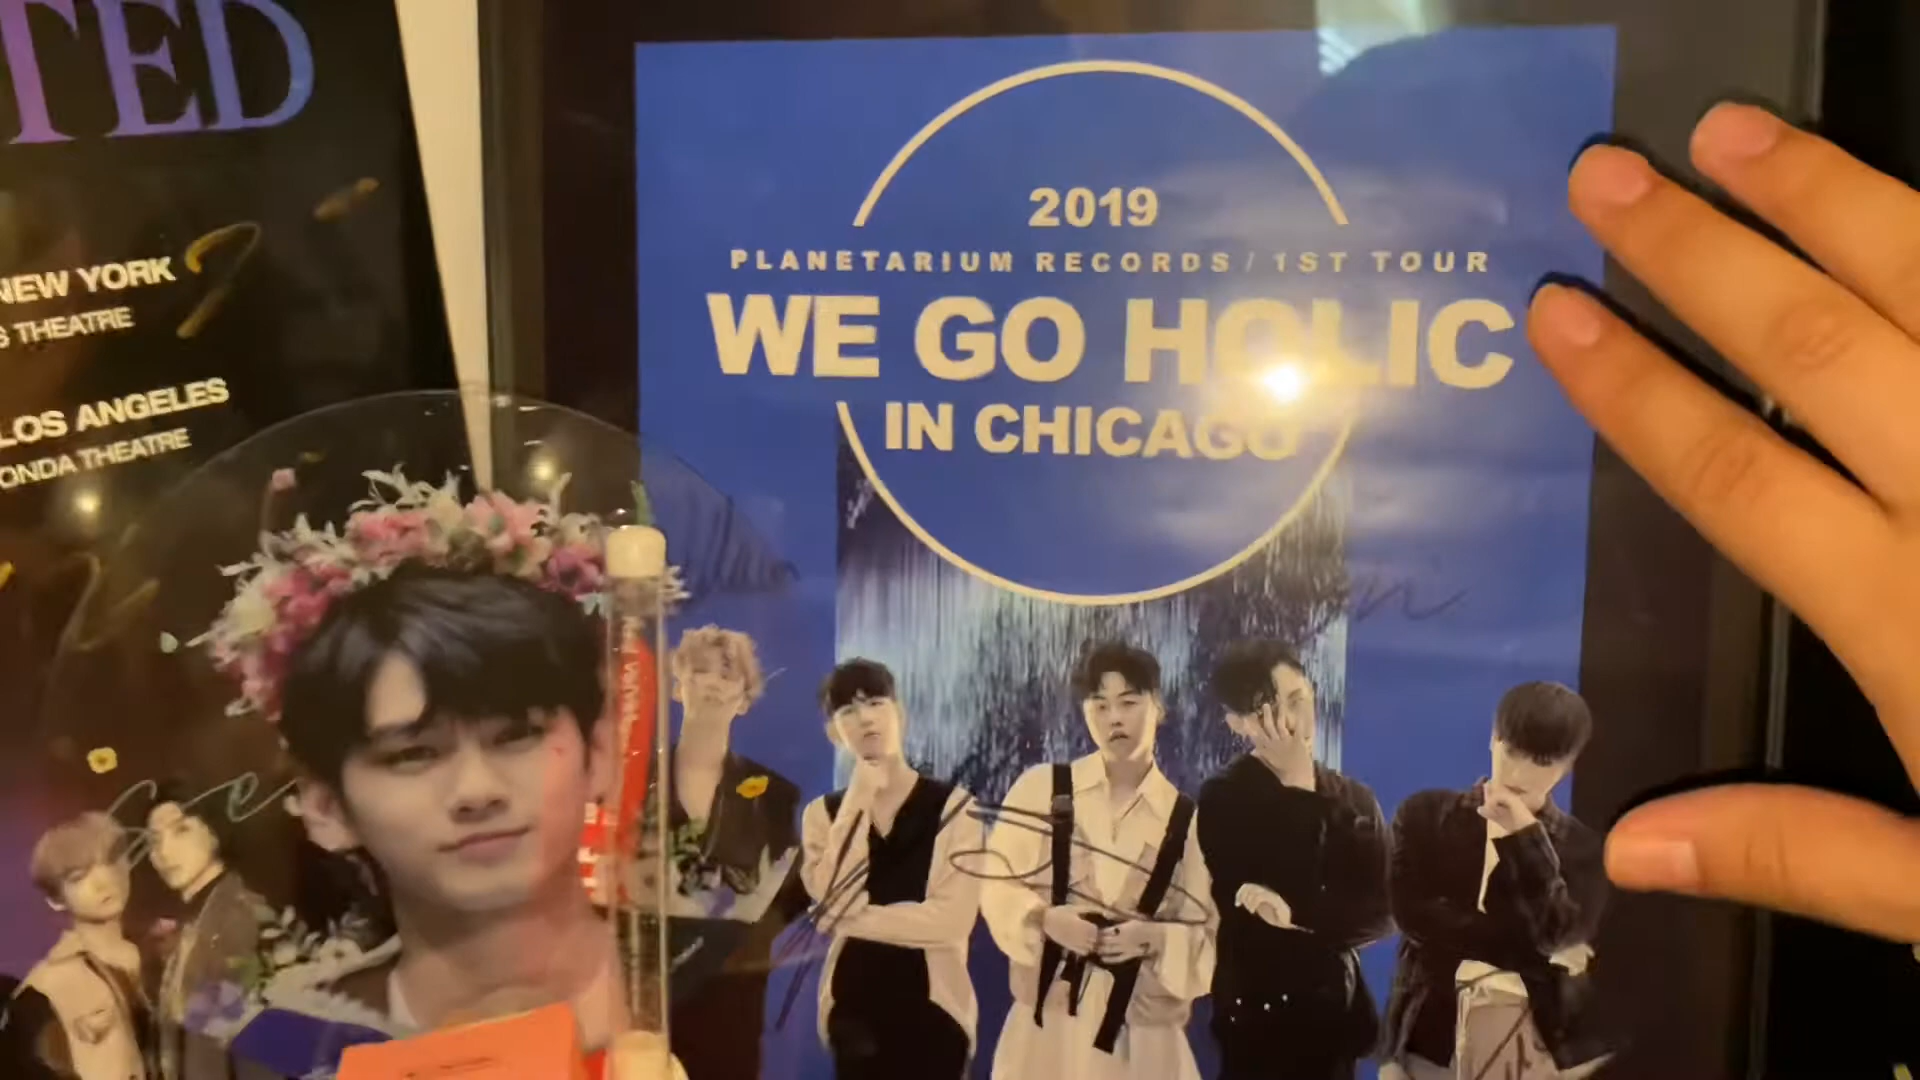 TED
NEW YORK
S THEATRE
LOS ANGELES
ONDA THEATRE
2019
PLANETARIUM RECORDS / 1ST TOUR
WE GO HOLIC
IN CHICAGO